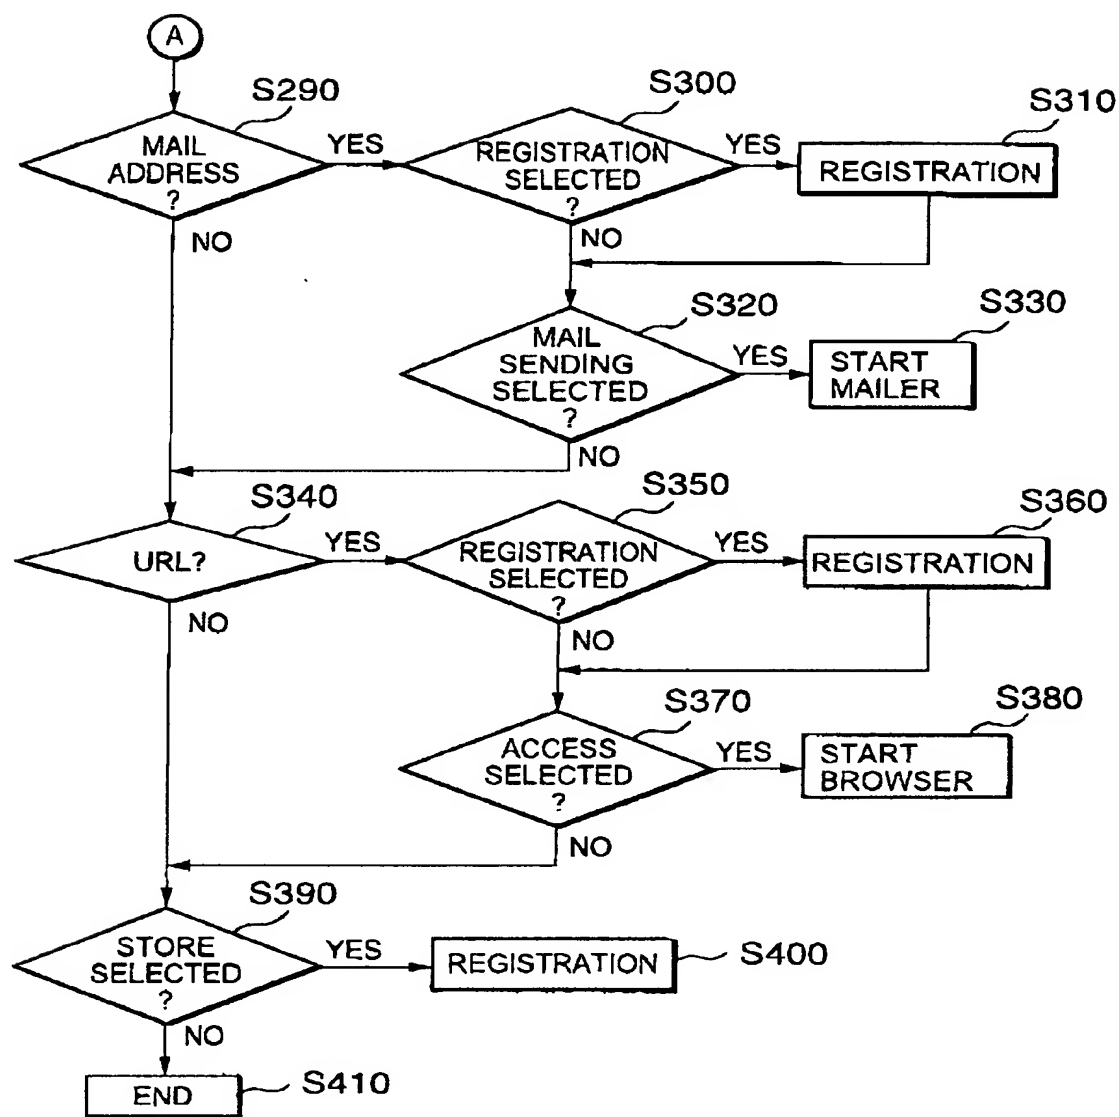 A
S290
S300
S310
MAIL
ADDRESS
?
YES
REGISTRATION
SELECTED
?
YES
REGISTRATION
NO
NO
S320
S330
MAIL
SENDING
SELECTED
?
YES
START
MAILER
NO
S340
S350
S360
URL?
YES
REGISTRATION
SELECTED
?
YES
REGISTRATION
NO
NO
S370
S380
ACCESS
SELECTED
?
YES
START
BROWSER
NO
S390
STORE
SELECTED
?
YES
REGISTRATION
S400
NO
END
S410